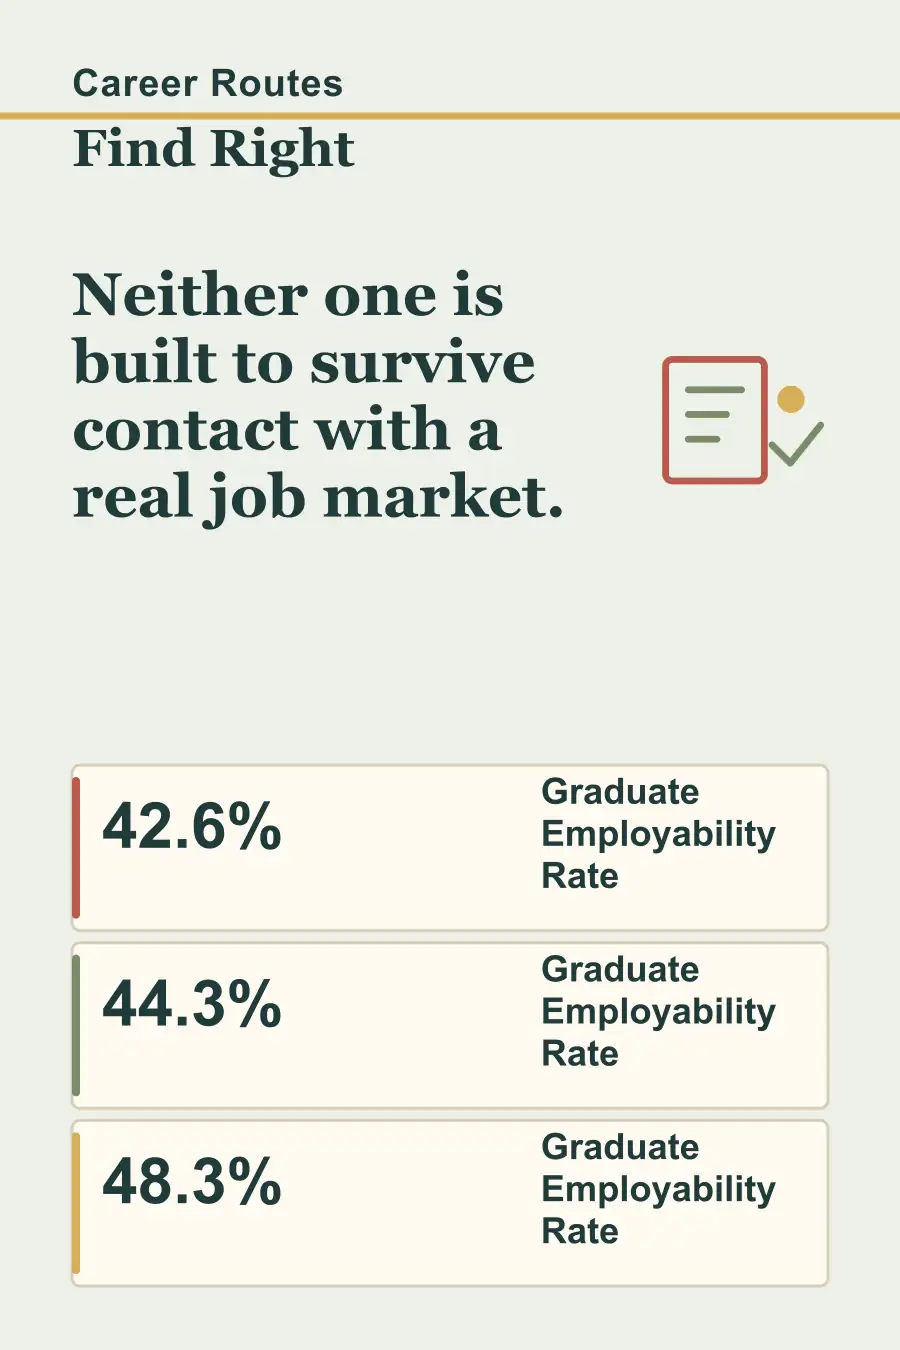 Career Routes
Find Right
Neither one is
built to survive
contact with a
real job market.
42.6%
Graduate
Employability
Rate
44.3%
Graduate
Employability
Rate
48.3%
Graduate
Employability
Rate